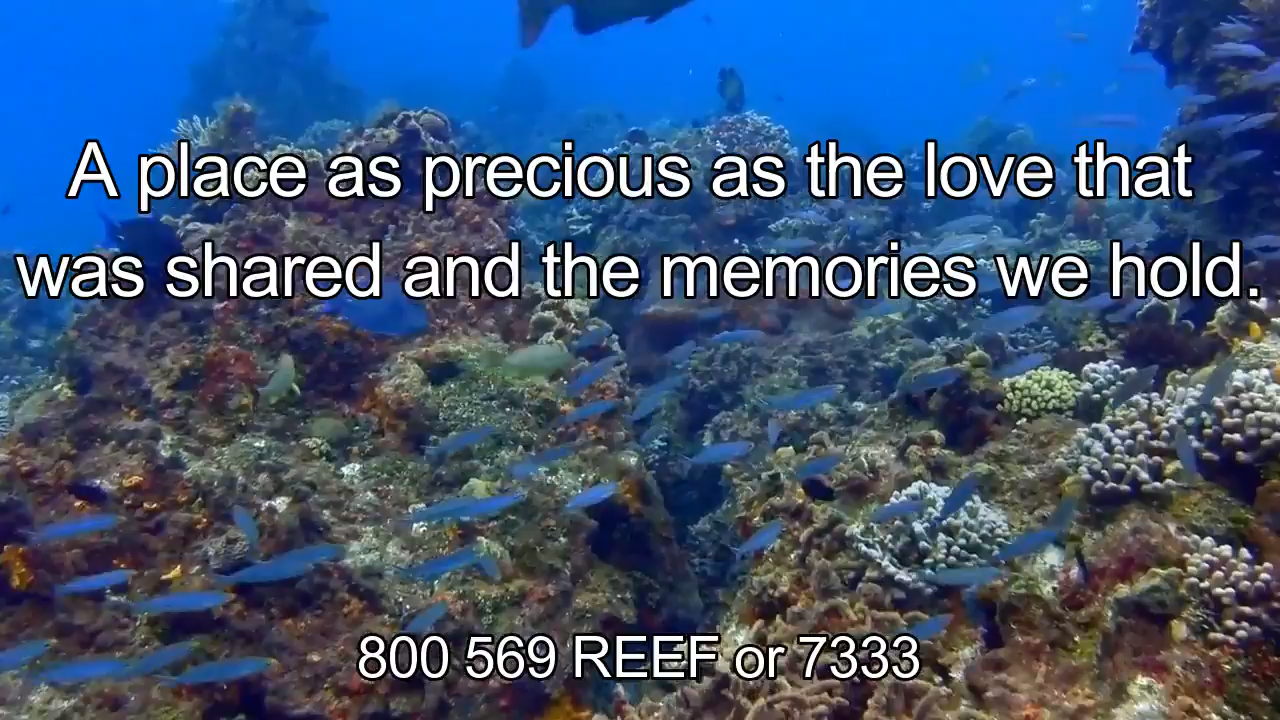 A place as precious as the love that
was shared and the memories we hold.
800 569 REEF or 7333